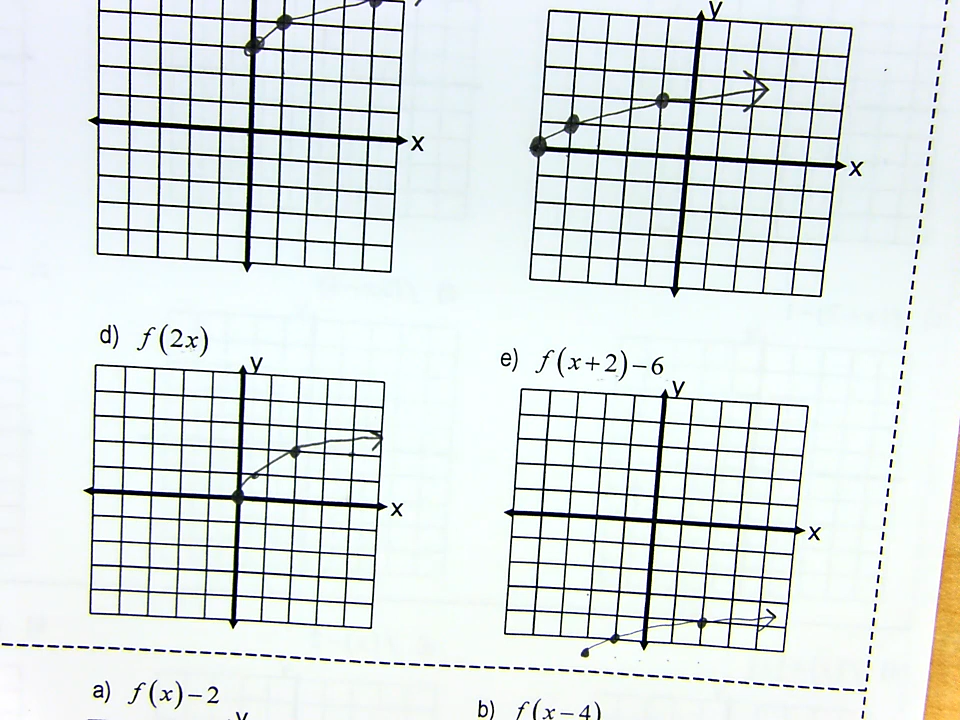 y
x
x
d) f(2x)
e) f(x+2)−6
y
y
x
x
a) f(x)−2
b) f(x−4)
y